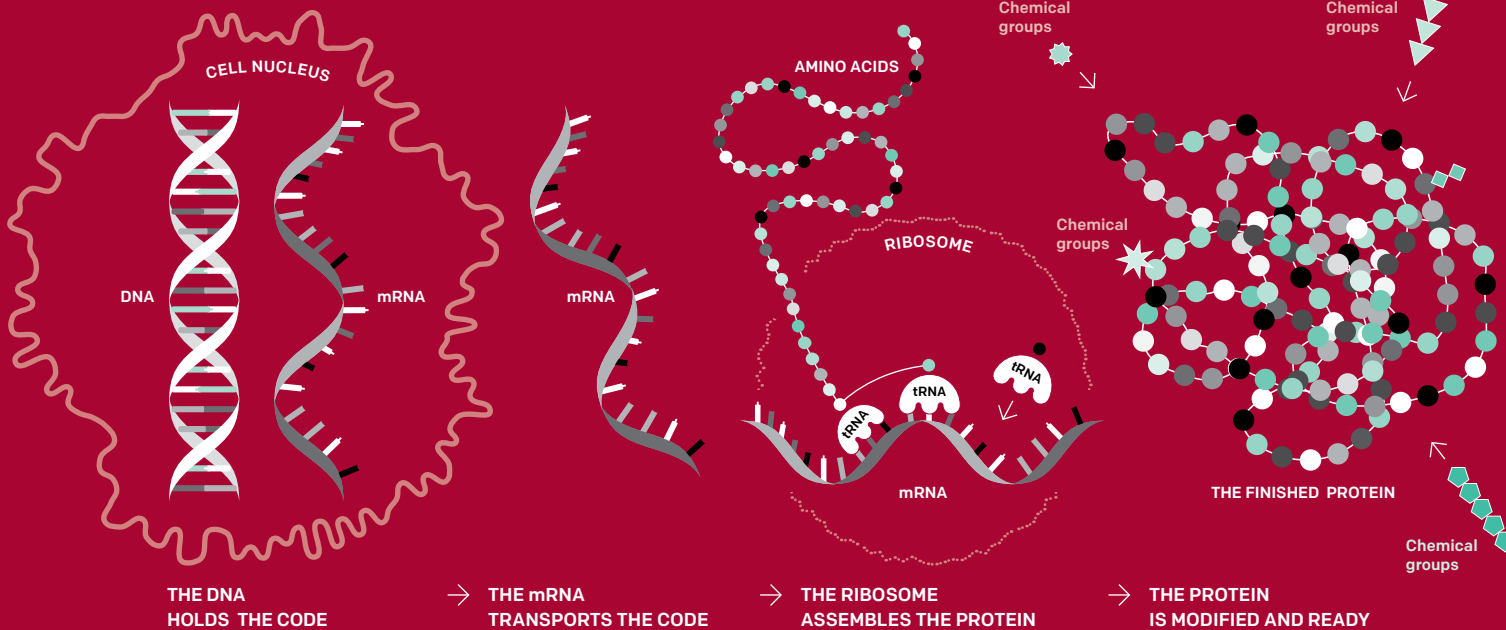 CELL NUCLEUS
DNA
mRNA
mRNA
AMINO ACIDS
RIBOSOME
tRNA
tRNA
tRNA
mRNA
Chemical
groups
Chemical
groups
Chemical
groups
THE FINISHED PROTEIN
Chemical
groups
THE DNA
HOLDS THE CODE
THE mRNA
TRANSPORTS THE CODE
THE RIBOSOME
ASSEMBLES THE PROTEIN
THE PROTEIN
IS MODIFIED AND READY